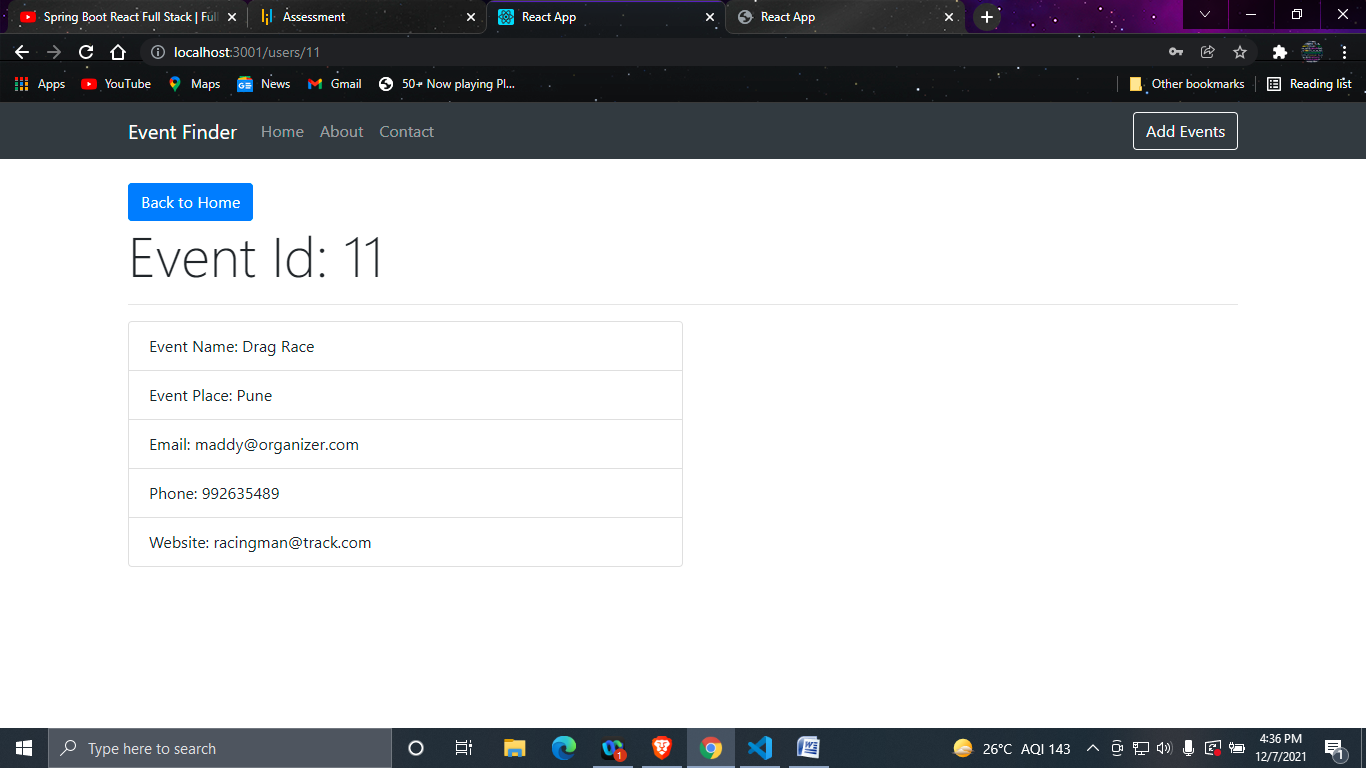 Spring Boot React Full Stack | Full
Assessment
React App
React App
localhost:3001/users/11
Apps
YouTube
Maps
News
Gmail
50+ Now playing Pl...
Other bookmarks
Reading list
Event Finder
Home
About
Contact
Add Events
Back to Home
Event Id: 11
Event Name: Drag Race
Event Place: Pune
Email: maddy@organizer.com
Phone: 992635489
Website: racingman@track.com
Type here to search
1
26°C AQI 143
4:36 PM
12/7/2021
1